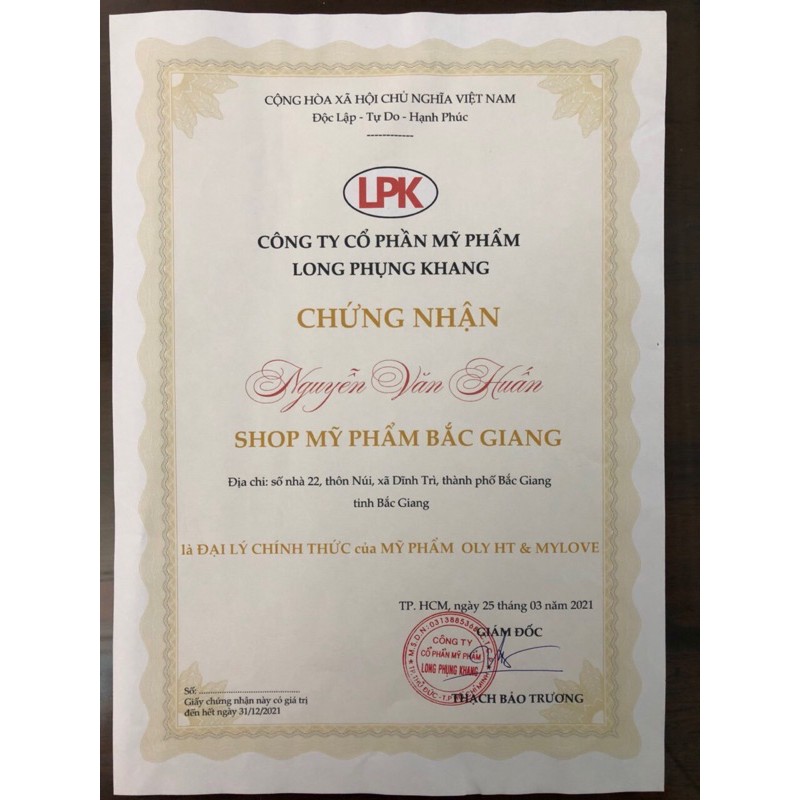 CỘNG HÒA XÃ HỘI CHỦ NGHĨA VIỆT NAM
Độc Lập - Tự Do - Hạnh Phúc
LPK
CÔNG TY CỔ PHẦN MỸ PHẨM
LONG PHỤNG KHANG
CHỨNG NHẬN
Nguyễn Văn Huấn
SHOP MỸ PHẨM BẮC GIANG
Địa chỉ: số nhà 22, thôn Núi, xã Dĩnh Trì, thành phố Bắc Giang
tỉnh Bắc Giang
là ĐẠI LÝ CHÍNH THỨC của MỸ PHẨM OLY HT & MYLOVE
TP. HCM, ngày 25 tháng 03 năm 2021
GIÁM ĐỐC
CÔNG TY
CỔ PHẦN MỸ PHẨM
LONG PHỤNG KHANG
THẠCH BẢO TRƯƠNG
Số: ..............................
Giấy chứng nhận này có giá trị
đến hết ngày 31/12/2021